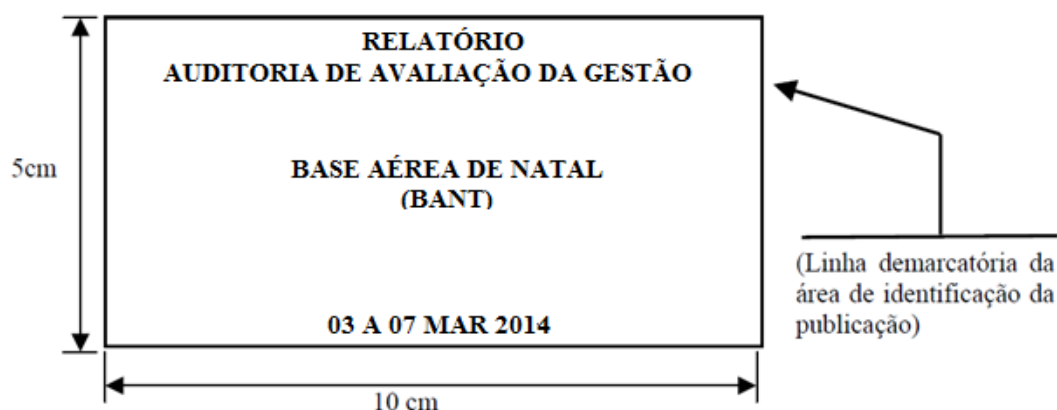 RELATÓRIO
AUDITORIA DE AVALIAÇÃO DA GESTÃO
BASE AÉREA DE NATAL
(BANT)
03 A 07 MAR 2014
5cm
10 cm
(Linha demarcatória da
área de identificação da
publicação)